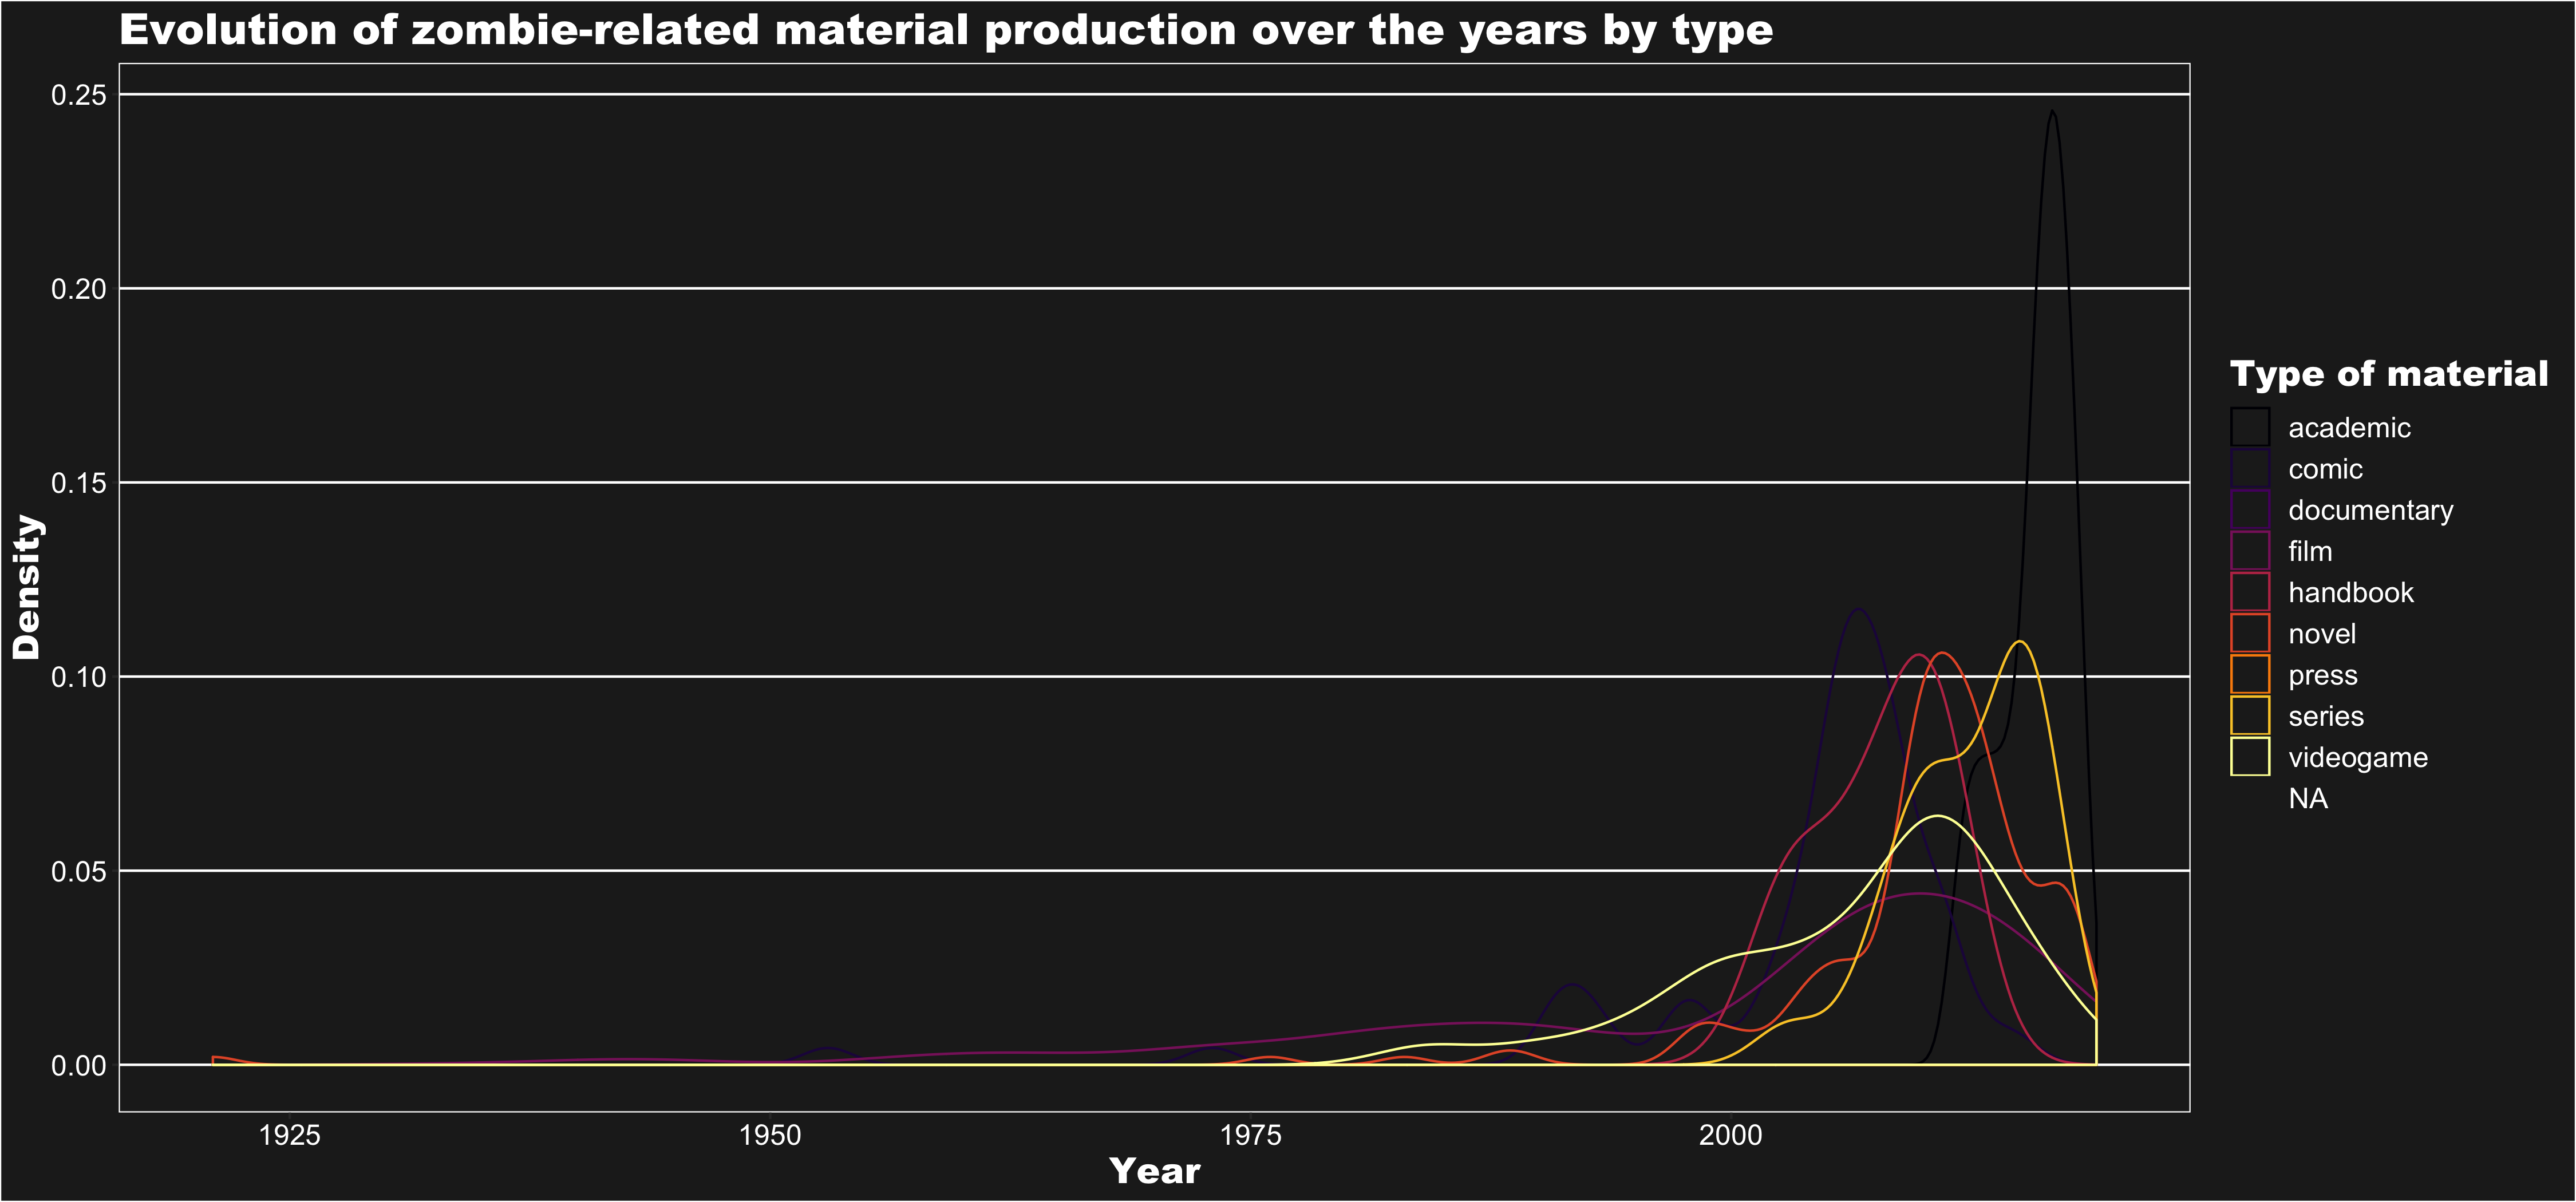 Evolution of zombie-related material production over the years by type
0.25
0.20
0.15
0.10
0.05
0.00
Density
1925 1950 1975 2000
Year
Type of material
academic
comic
documentary
film
handbook
novel
press
series
videogame
NA